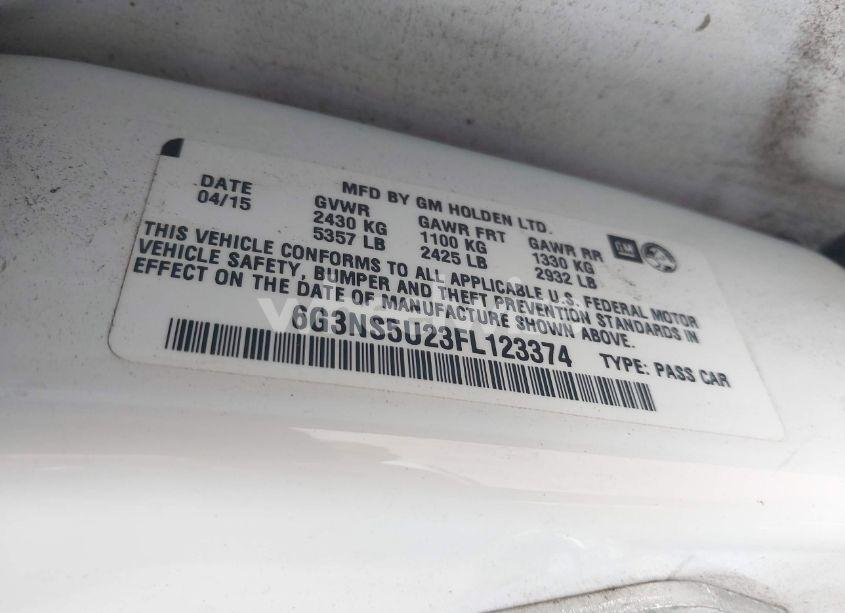 DATE
04/15
MFD BY GM HOLDEN LTD.
GVWR
2430 KG
5357 LB
GAWR FRT
1100 KG
2425 LB
GAWR RR
1330 KG
2932 LB
GM
THIS VEHICLE CONFORMS TO ALL APPLICABLE U.S. FEDERAL MOTOR
VEHICLE SAFETY, BUMPER AND THEFT PREVENTION STANDARDS IN
EFFECT ON THE DATE OF MANUFACTURE SHOWN ABOVE.
6G3NS5U23FL123374
TYPE: PASS CAR